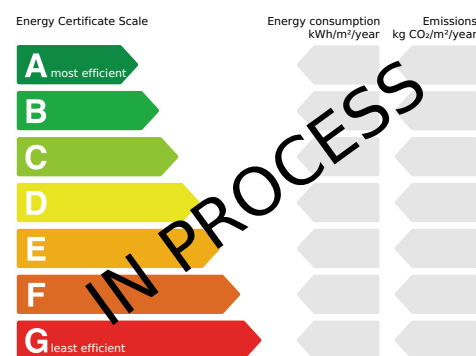 Energy Certificate Scale
Energy consumption
kWh/m²/year
Emissions
kg CO₂/m²/year
A most efficient
B
C
D
E
F
G least efficient
IN PROCESS